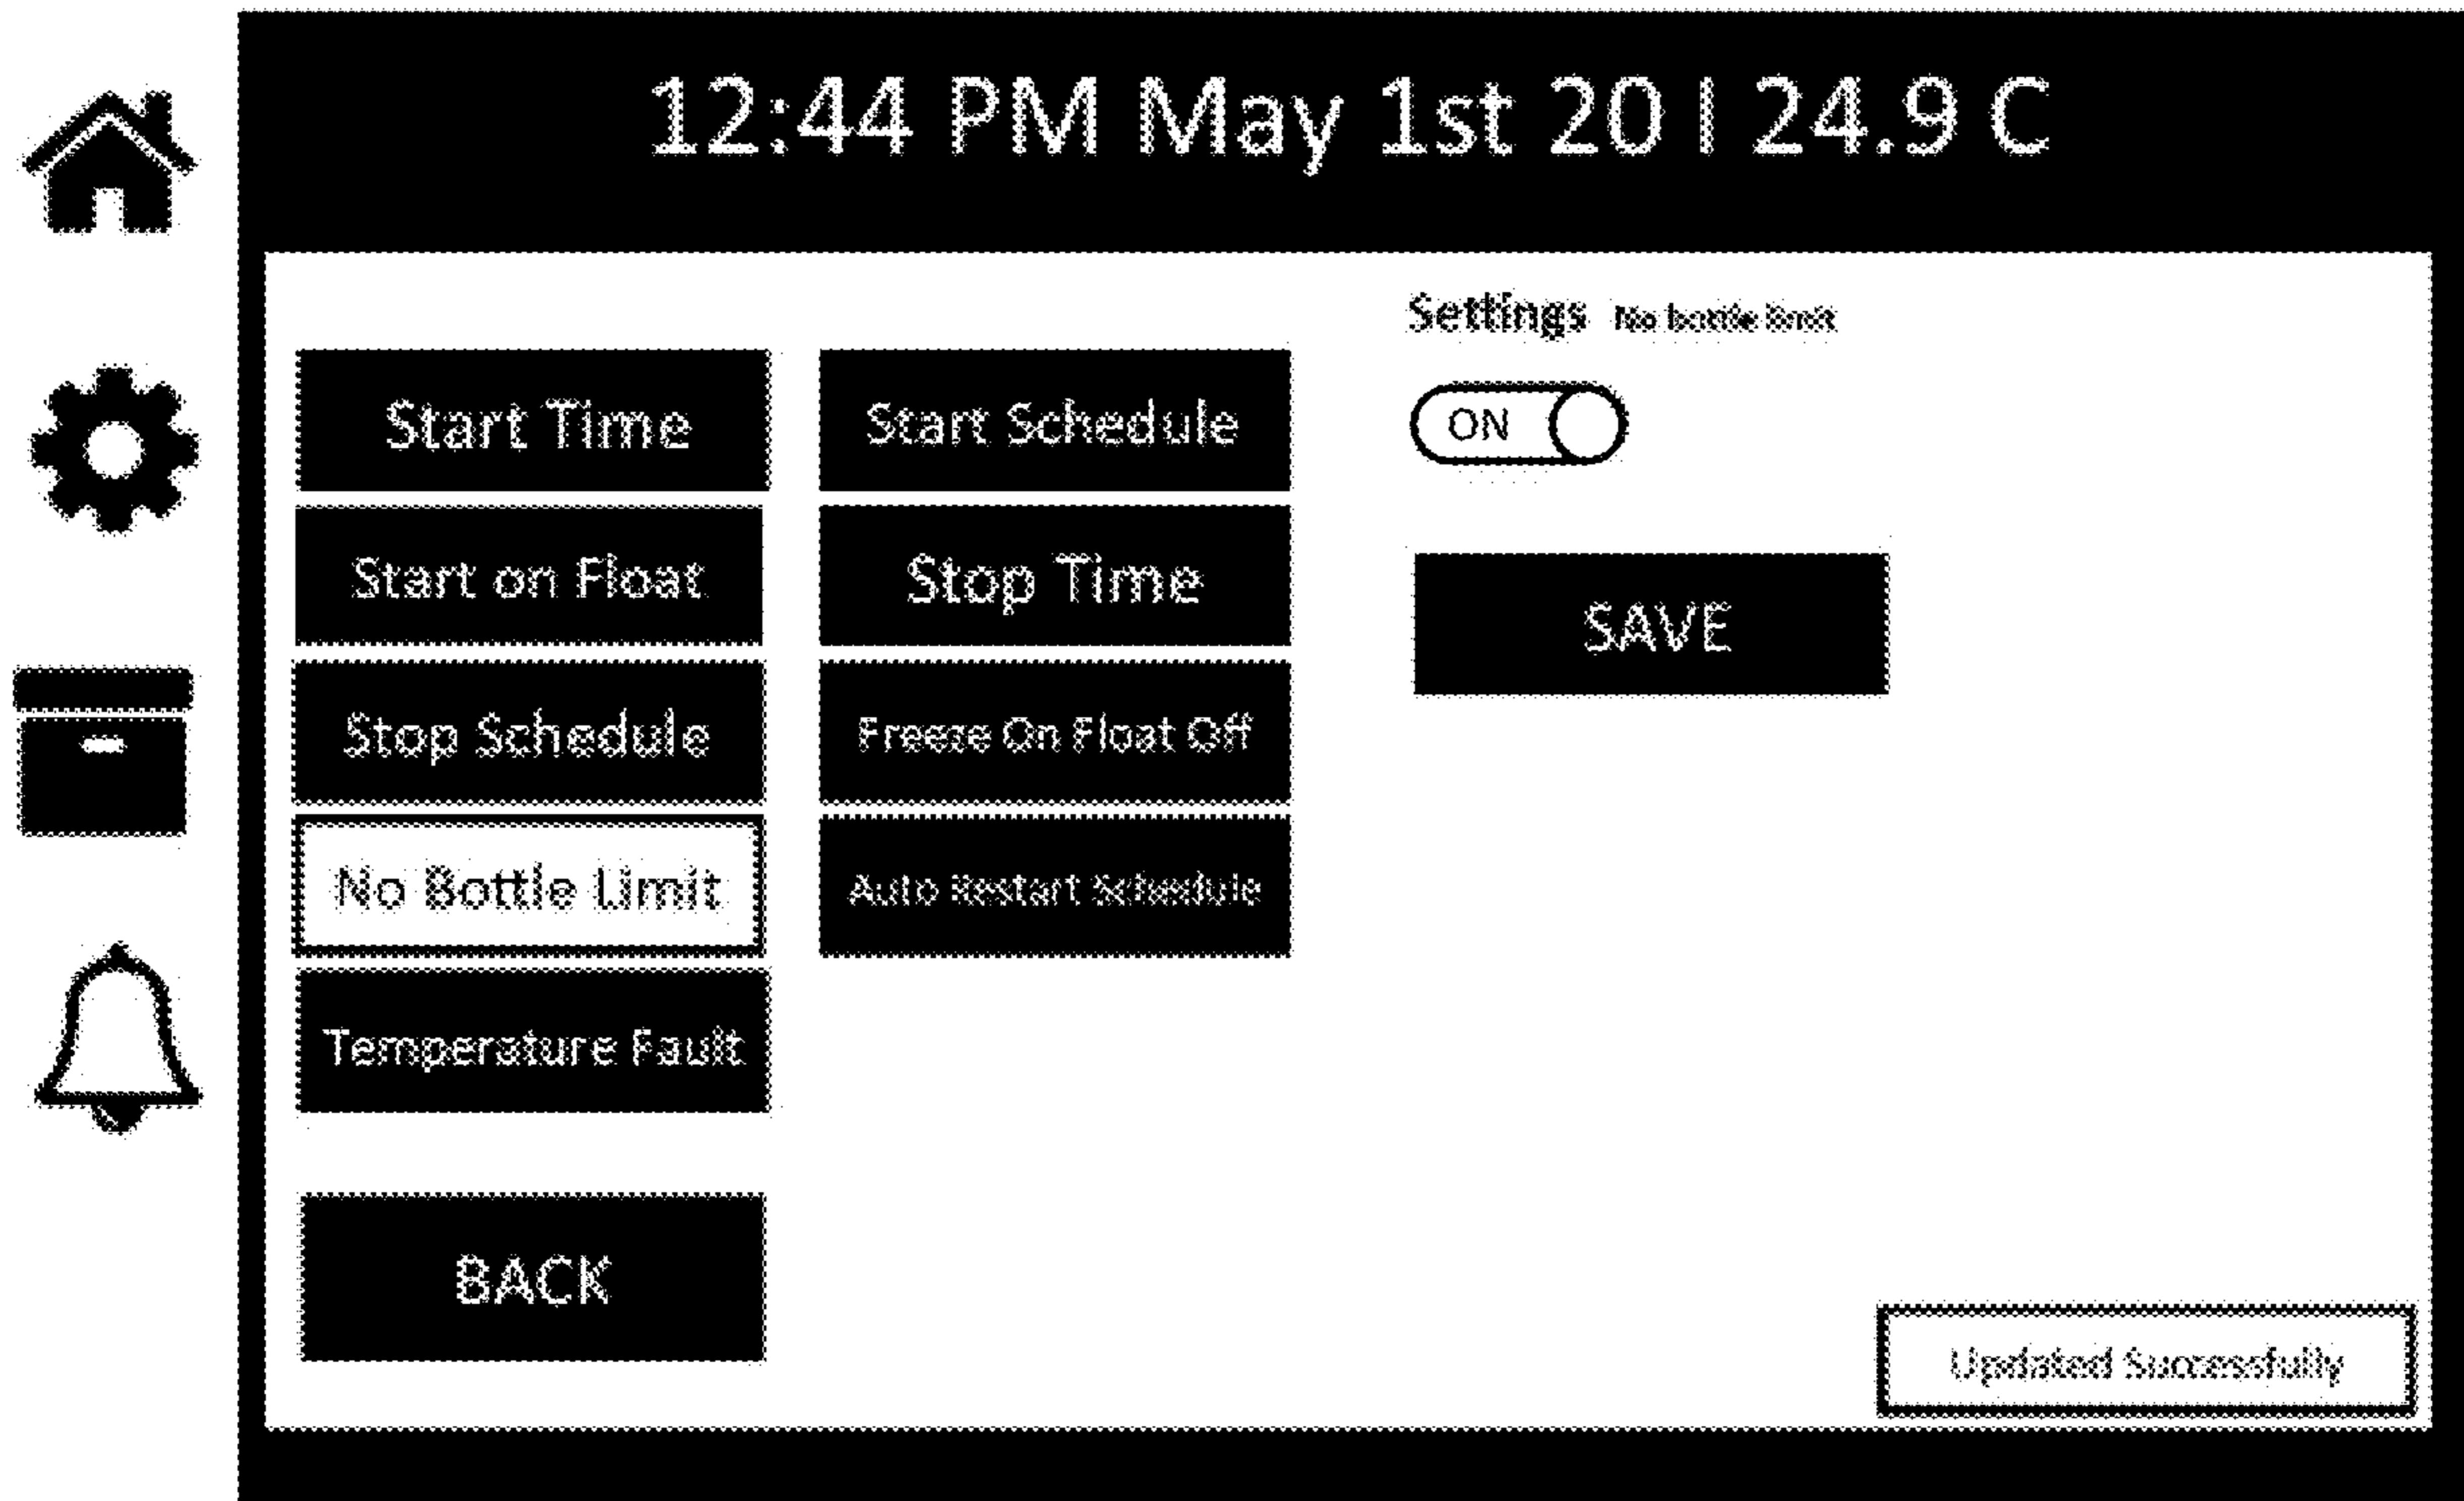 12:44 PM May 1st 20 I 24.9 C
Settings No bottle limit
Start Time
Start Schedule
ON
Start on Float
Stop Time
SAVE
Stop Schedule
Freeze On Float Off
No Bottle Limit
Auto Restart Schedule
Temperature Fault
BACK
Updated Successfully